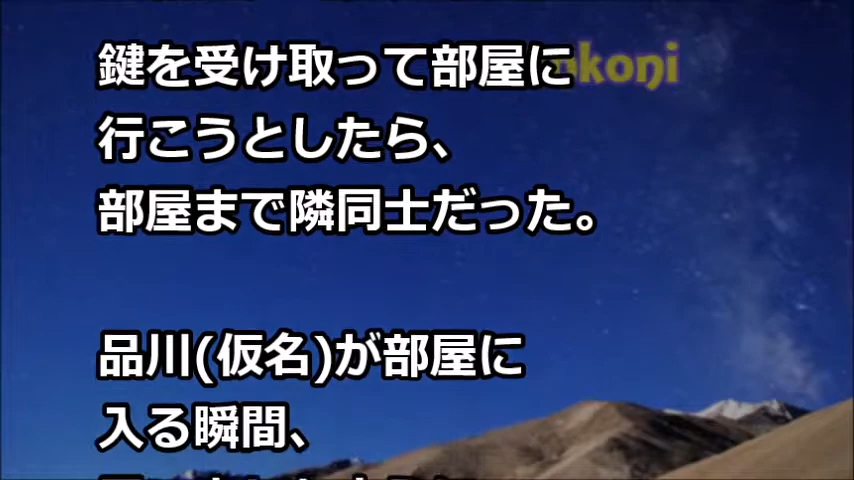 鍵を受け取って部屋に
行こうとしたら、
部屋まで隣同士だった。
品川(仮名)が部屋に
入る瞬間、